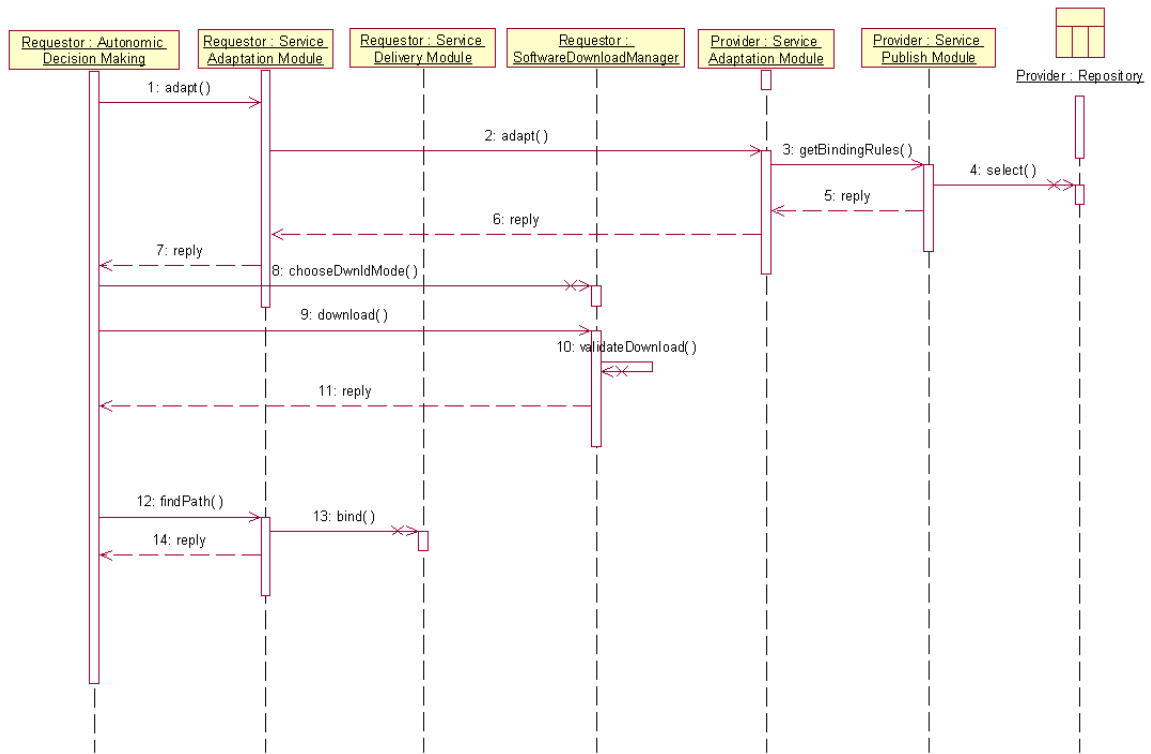 Requestor : Autonomic
Decision Making
Requestor : Service
Adaptation Module
Requestor : Service
Delivery Module
Requestor :
SoftwareDownloadManager
Provider : Service
Adaptation Module
Provider : Service
Publish Module
Provider : Repository
1: adapt( )
2: adapt( )
3: getBindingRules( )
4: select( )
5: reply
6: reply
7: reply
8: chooseDwnldMode( )
9: download( )
10: validateDownload( )
11: reply
12: findPath( )
13: bind( )
14: reply